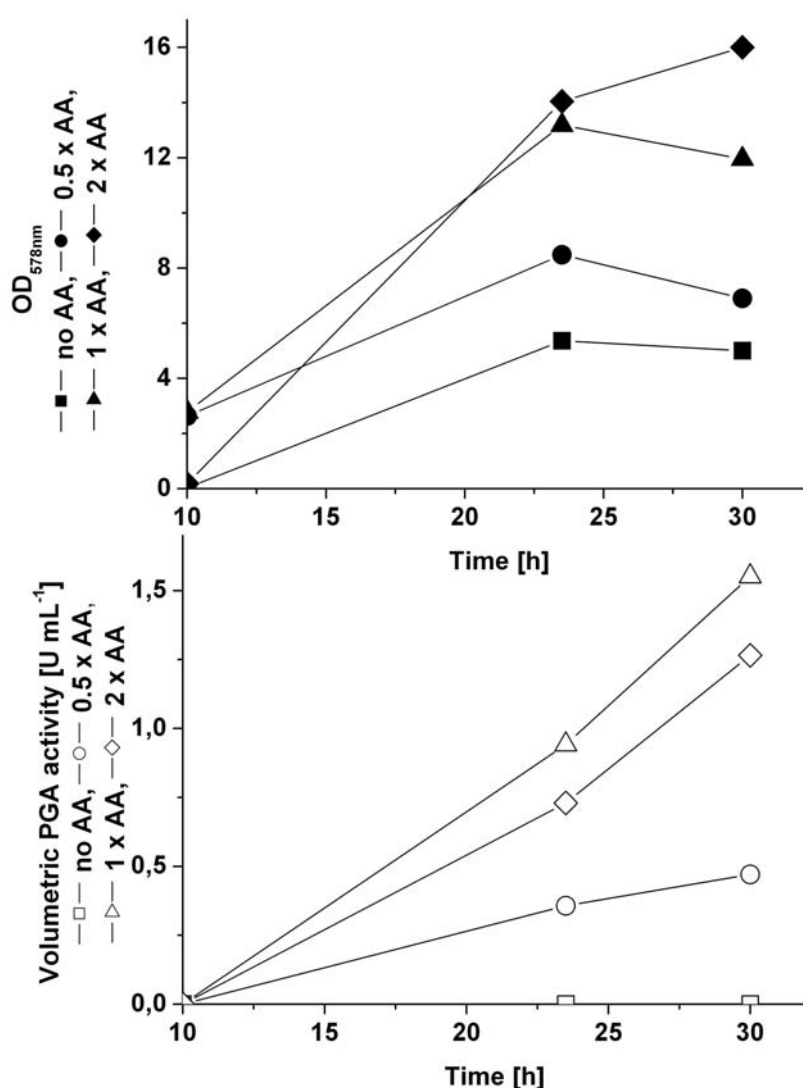 OD578nm
—■— no AA, —●— 0.5 x AA,
—▲— 1 x AA, —◆— 2 x AA
16
12
8
4
0
10 15 20 25 30
Time [h]
Volumetric PGA activity [U mL-1]
—□— no AA, —○— 0.5 x AA,
—△— 1 x AA, —◇— 2 x AA
1,5
1,0
0,5
0,0
10 15 20 25 30
Time [h]